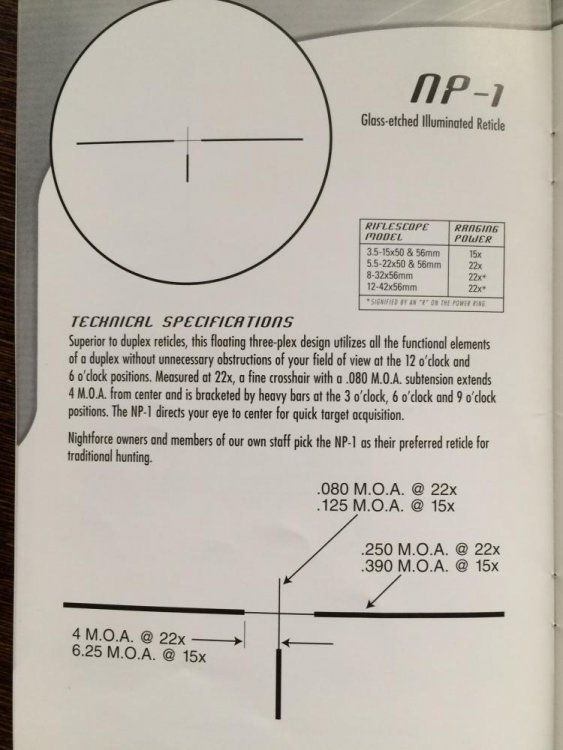 NP-1
Glass-etched Illuminated Reticle
RIFLESCOPE MODEL RANGING POWER
3.5-15x50 & 56mm 15x
5.5-22x50 & 56mm 22x
8-32x56mm 22x*
12-42x56mm 22x*
*SIGNIFIED BY AN "R" ON THE POWER RING.
TECHNICAL SPECIFICATIONS
Superior to duplex reticles, this floating three-plex design utilizes all the functional elements
of a duplex without unnecessary obstructions of your field of view at the 12 o'clock and
6 o'clock positions. Measured at 22x, a fine crosshair with a .080 M.O.A. subtension extends
4 M.O.A. from center and is bracketed by heavy bars at the 3 o'clock, 6 o'clock and 9 o'clock
positions. The NP-1 directs your eye to center for quick target acquisition.
Nightforce owners and members of our own staff pick the NP-1 as their preferred reticle for
traditional hunting.
.080 M.O.A. @ 22x
.125 M.O.A. @ 15x
.250 M.O.A. @ 22x
.390 M.O.A. @ 15x
4 M.O.A. @ 22x
6.25 M.O.A. @ 15x